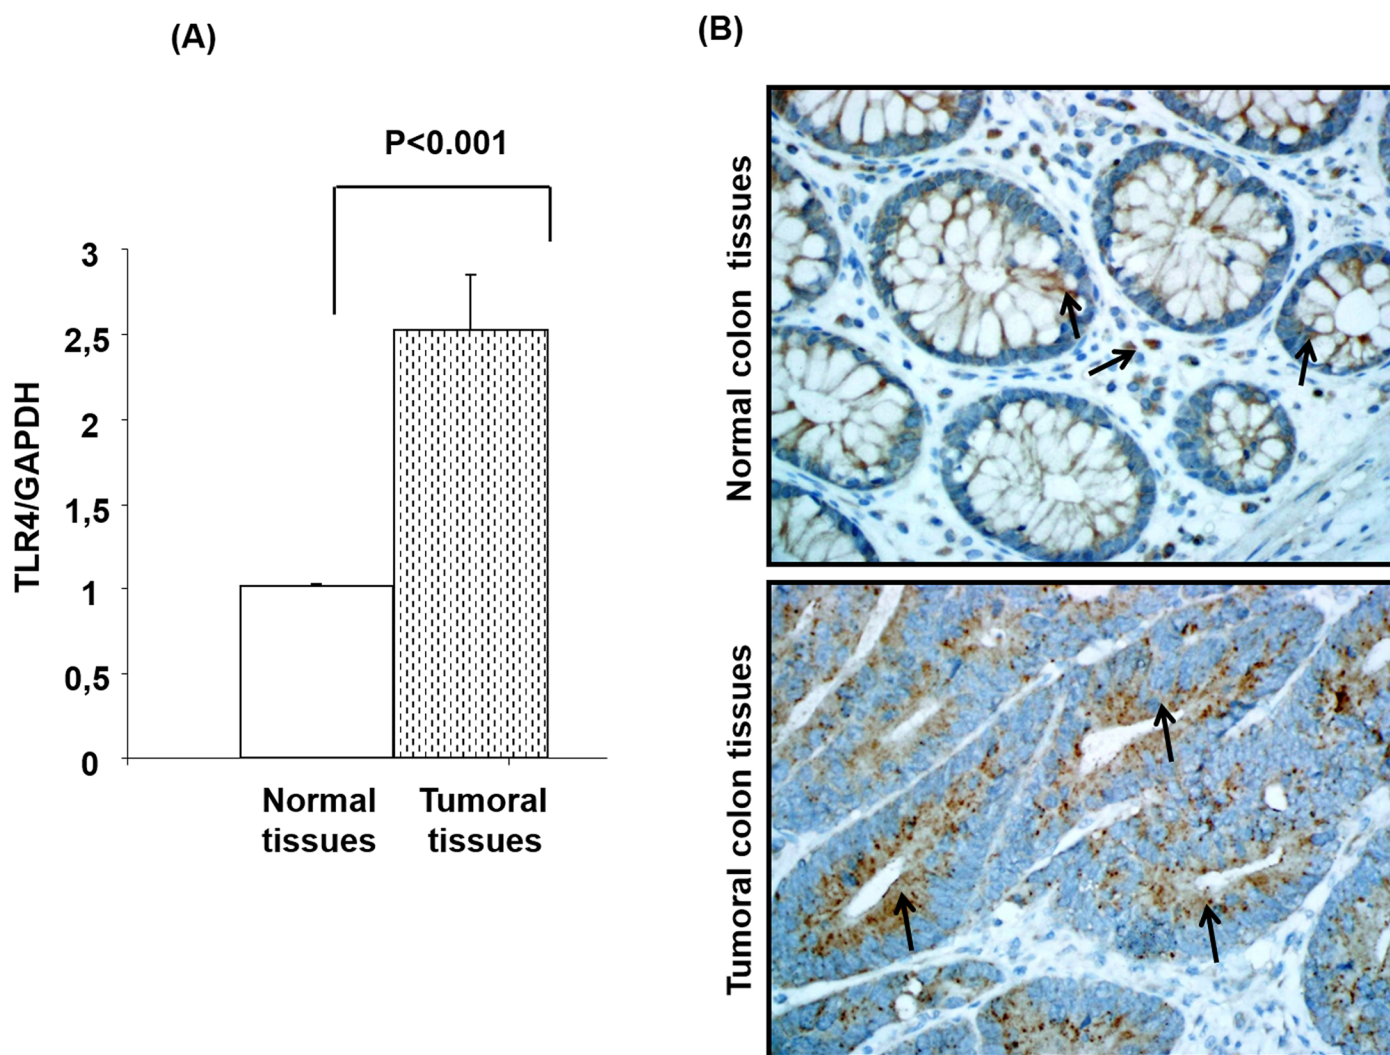 (A)
P<0.001
3
2,5
2
1,5
1
0,5
0
TLR4/GAPDH
Normal
tissues
Tumoral
tissues
(B)
Normal colon tissues
Tumoral colon tissues